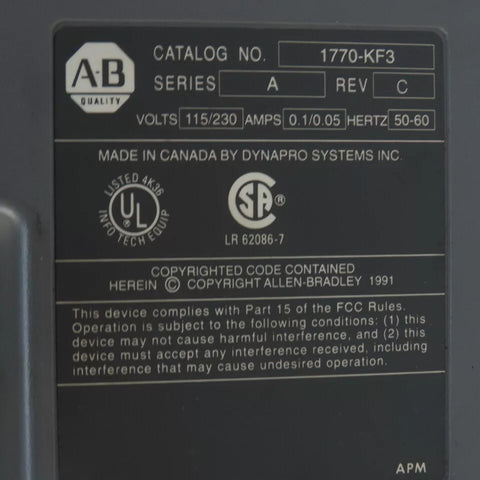 A-B
QUALITY
CATALOG NO. 1770-KF3
SERIES A REV C
VOLTS 115/230 AMPS 0.1/0.05 HERTZ 50-60
MADE IN CANADA BY DYNAPRO SYSTEMS INC.
LISTED 4K36
UL
INFO TECH EQUIP
®
SA ®
LR 62086-7
COPYRIGHTED CODE CONTAINED
HEREIN © COPYRIGHT ALLEN-BRADLEY 1991
This device complies with Part 15 of the FCC Rules.
Operation is subject to the following conditions: (1) this
device may not cause harmful interference, and (2) this
device must accept any interference received, including
interference that may cause undesired operation.
APM